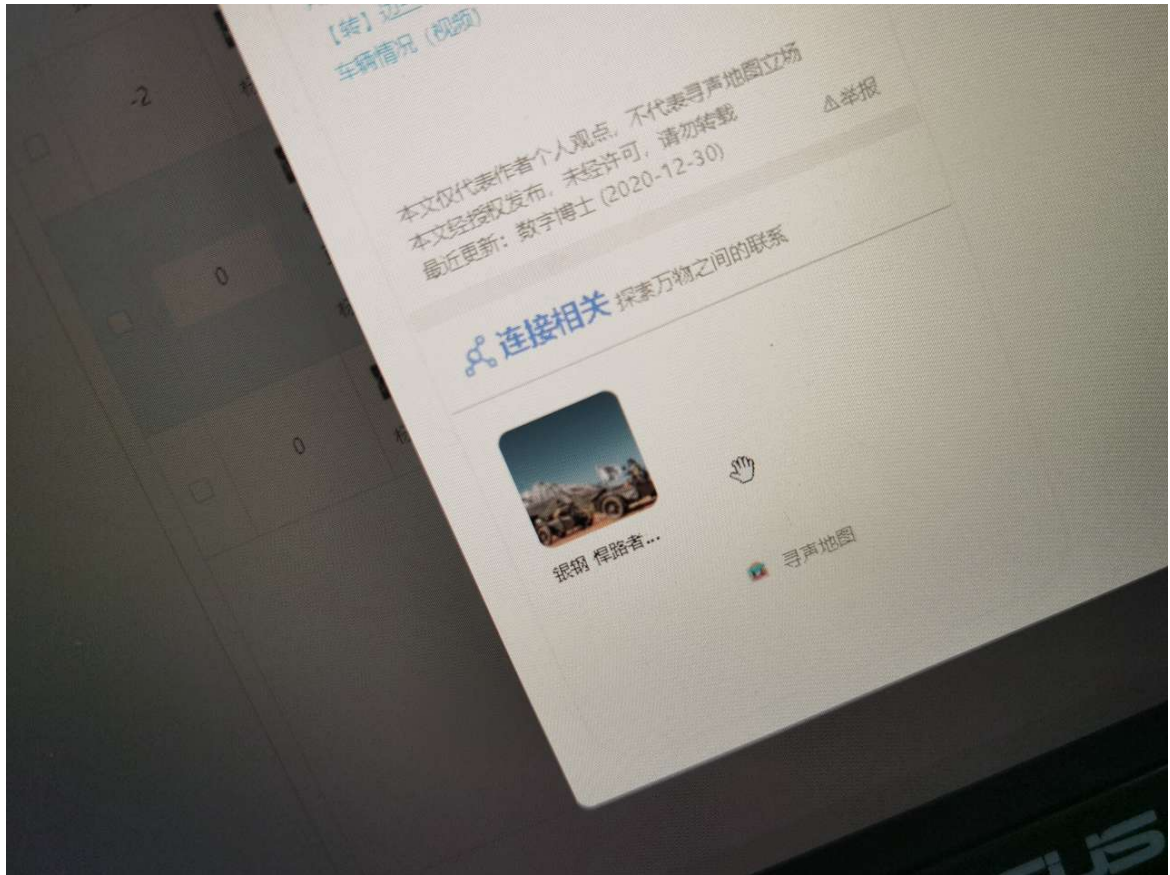 -2
0
0
【转】
车辆情况（视频）
本文仅代表作者个人观点，不代表寻声地图立场
本文经授权发布，未经许可，请勿转载
举报
最近更新：数字博士 (2020-12-30)
连接相关 探索万物之间的联系
银钢 悍路者...
寻声地图
US